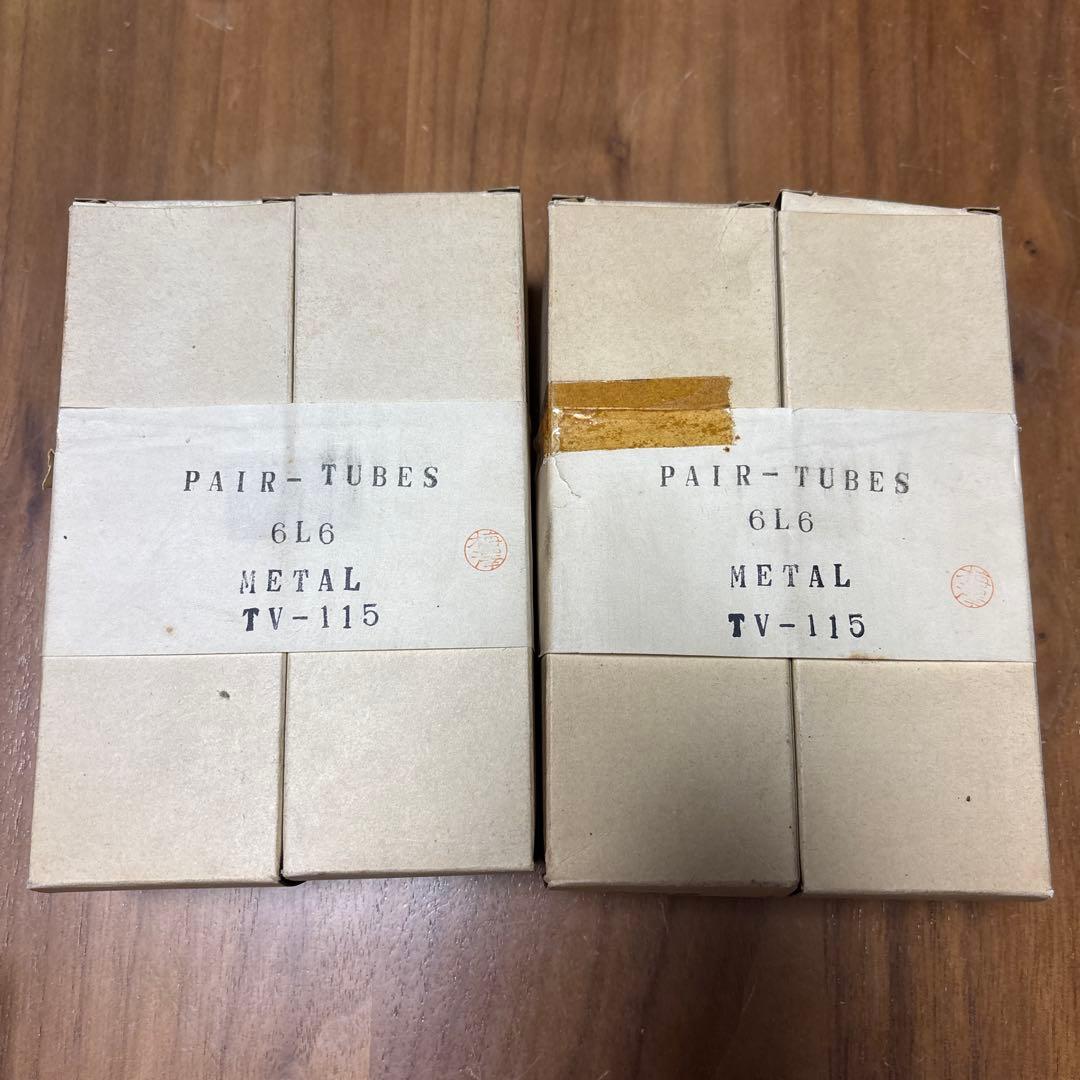 PAIR-TUBES
6L6
METAL
TV-115
PAIR-TUBES
6L6
METAL
TV-115